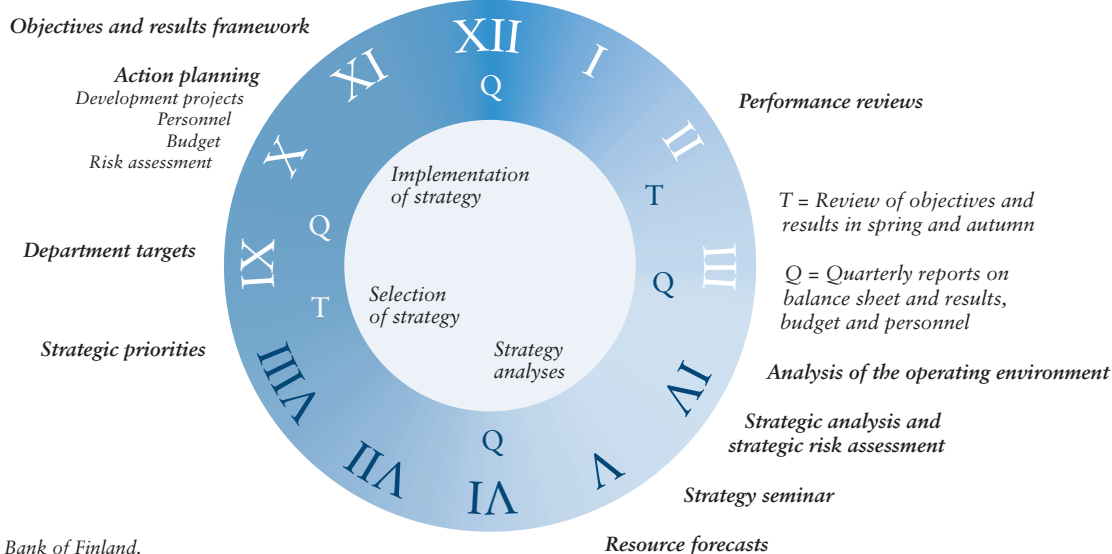 Objectives and results framework
Action planning
Development projects
Personnel
Budget
Risk assessment
Department targets
Strategic priorities
XII
I
II
III
IV
V
VI
VII
VIII
IX
X
XI
Q
T
Q
Q
T
Q
Implementation
of strategy
Selection
of strategy
Strategy
analyses
Performance reviews
T = Review of objectives and
results in spring and autumn
Q = Quarterly reports on
balance sheet and results,
budget and personnel
Analysis of the operating environment
Strategic analysis and
strategic risk assessment
Strategy seminar
Resource forecasts
Bank of Finland.